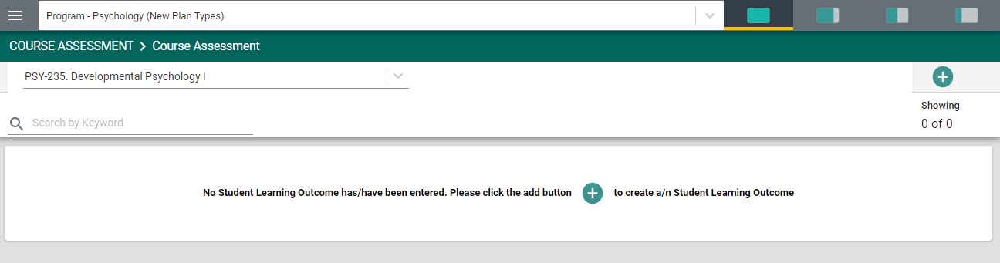 Program - Psychology (New Plan Types)
COURSE ASSESSMENT > Course Assessment
PSY-235. Developmental Psychology I
Showing
Search by Keyword
0 of 0
No Student Learning Outcome has/have been entered. Please click the add button + to create a/n Student Learning Outcome